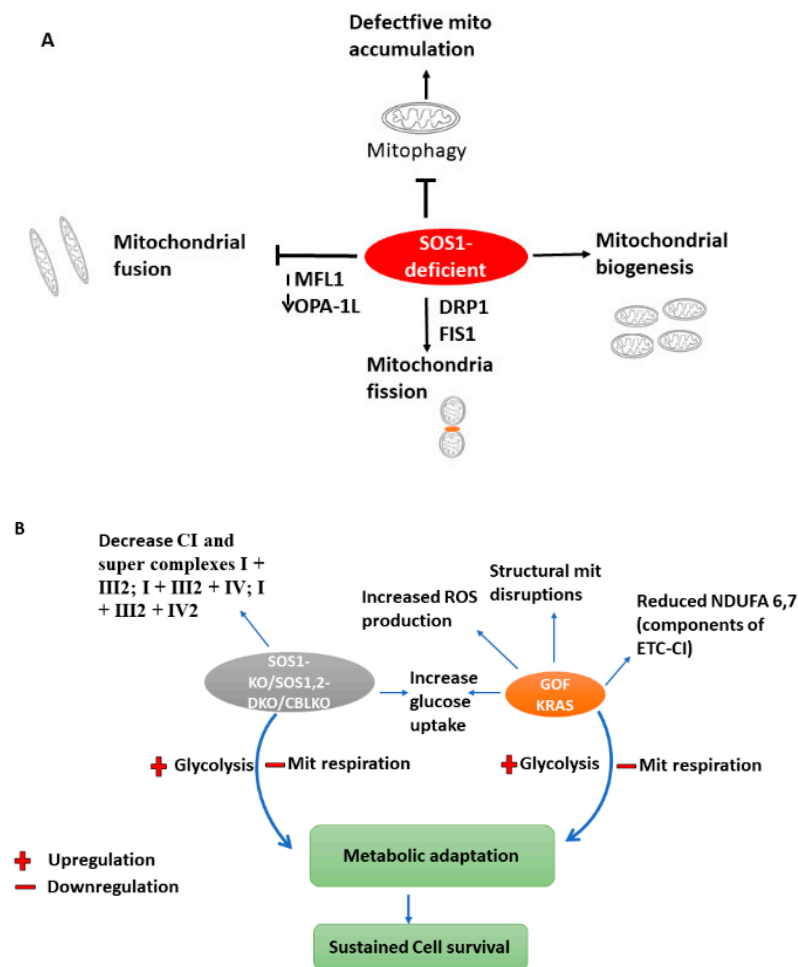 A
Defectfive mito
accumulation
Mitophagy
Mitochondrial
fusion
SOS1-
deficient
Mitochondrial
biogenesis
MFL1
OPA-1L
DRP1
FIS1
Mitochondria
fission
B
Decrease CI and
super complexes I +
III2; I + III2 + IV; I
+ III2 + IV2
Increased ROS
production
Structural mit
disruptions
Reduced NDUFA 6,7
(components of
ETC-CI)
SOS1-
KO/SOS1,2-
DKO/CBLKO
Increase
glucose
uptake
GOF
KRAS
+ Glycolysis
− Mit respiration
+ Glycolysis
− Mit respiration
Metabolic adaptation
+ Upregulation
− Downregulation
Sustained Cell survival